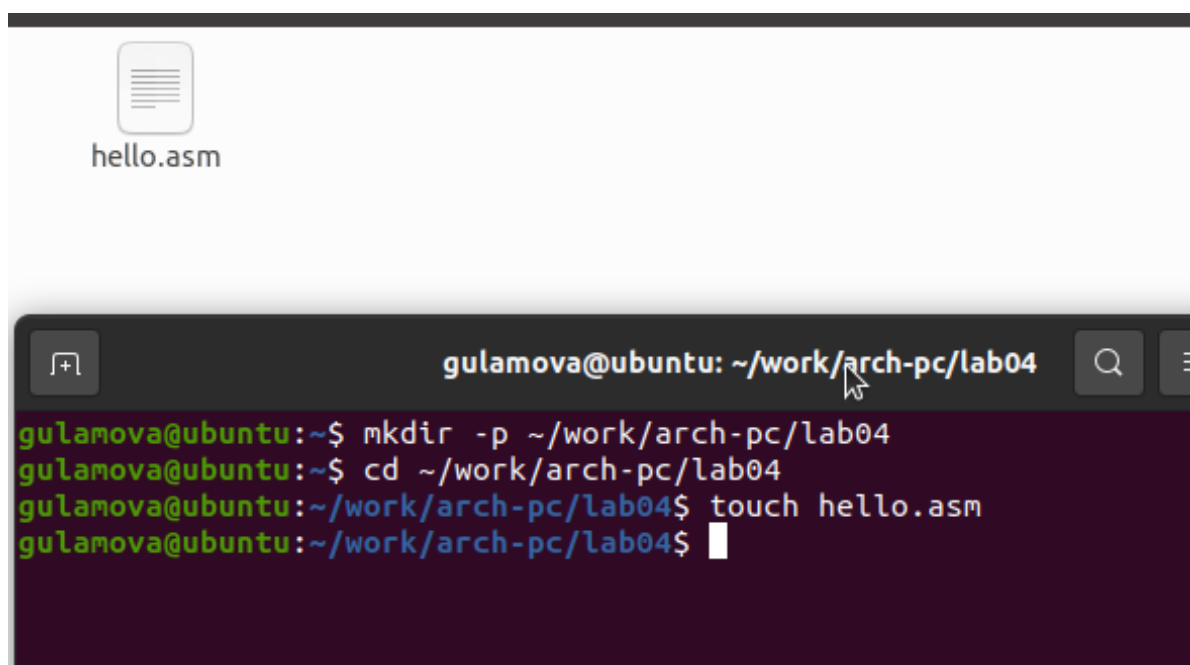 hello.asm
gulamova@ubuntu: ~/work/arch-pc/lab04
gulamova@ubuntu:~$ mkdir -p ~/work/arch-pc/lab04
gulamova@ubuntu:~$ cd ~/work/arch-pc/lab04
gulamova@ubuntu:~/work/arch-pc/lab04$ touch hello.asm
gulamova@ubuntu:~/work/arch-pc/lab04$